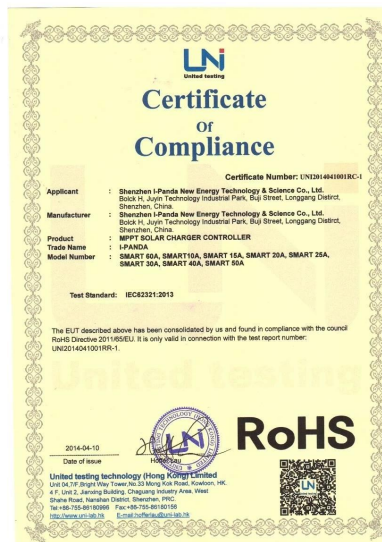 UNi
United testing
Certificate
Of
Compliance
Certificate Number: UNI2014041001RC-1
Applicant : Shenzhen I-Panda New Energy Technology & Science Co., Ltd.
Bolck H, Juyin Technology Industrial Park, Buji Street, Longgang Distirct,
Shenzhen, China.
Manufacturer : Shenzhen I-Panda New Energy Technology & Science Co., Ltd.
Bolck H, Juyin Technology Industrial Park, Buji Street, Longgang Distirct,
Shenzhen, China.
Product : MPPT SOLAR CHARGER CONTROLLER
Trade Name : I-PANDA
Model Number : SMART 60A, SMART10A, SMART 15A, SMART 20A, SMART 25A,
SMART 30A, SMART 40A, SMART 50A
Test Standard: IEC62321:2013
The EUT described above has been consolidated by us and found in compliance with the council
RoHS Directive 2011/65/EU. It is only valid in connection with the test report number:
UNI2014041001RR-1.
United testing
RoHS
2014-04-10
Date of issue
United testing technology (Hong Kong) Limited
Unit 04,7/F,Bright Way Tower,No.33 Mong Kok Road, Kowloon, HK.
4 F, Unit 2, Jianxing Building, Chaguang Industry Area, West
Shahe Road, Nanshan District, Shenzhen, PRC.
Tel:+86-755-86180966 Fax:+86-755-86180156
http://www.uni-lab.hk E-mail:hofferlau@uni-lab.hk